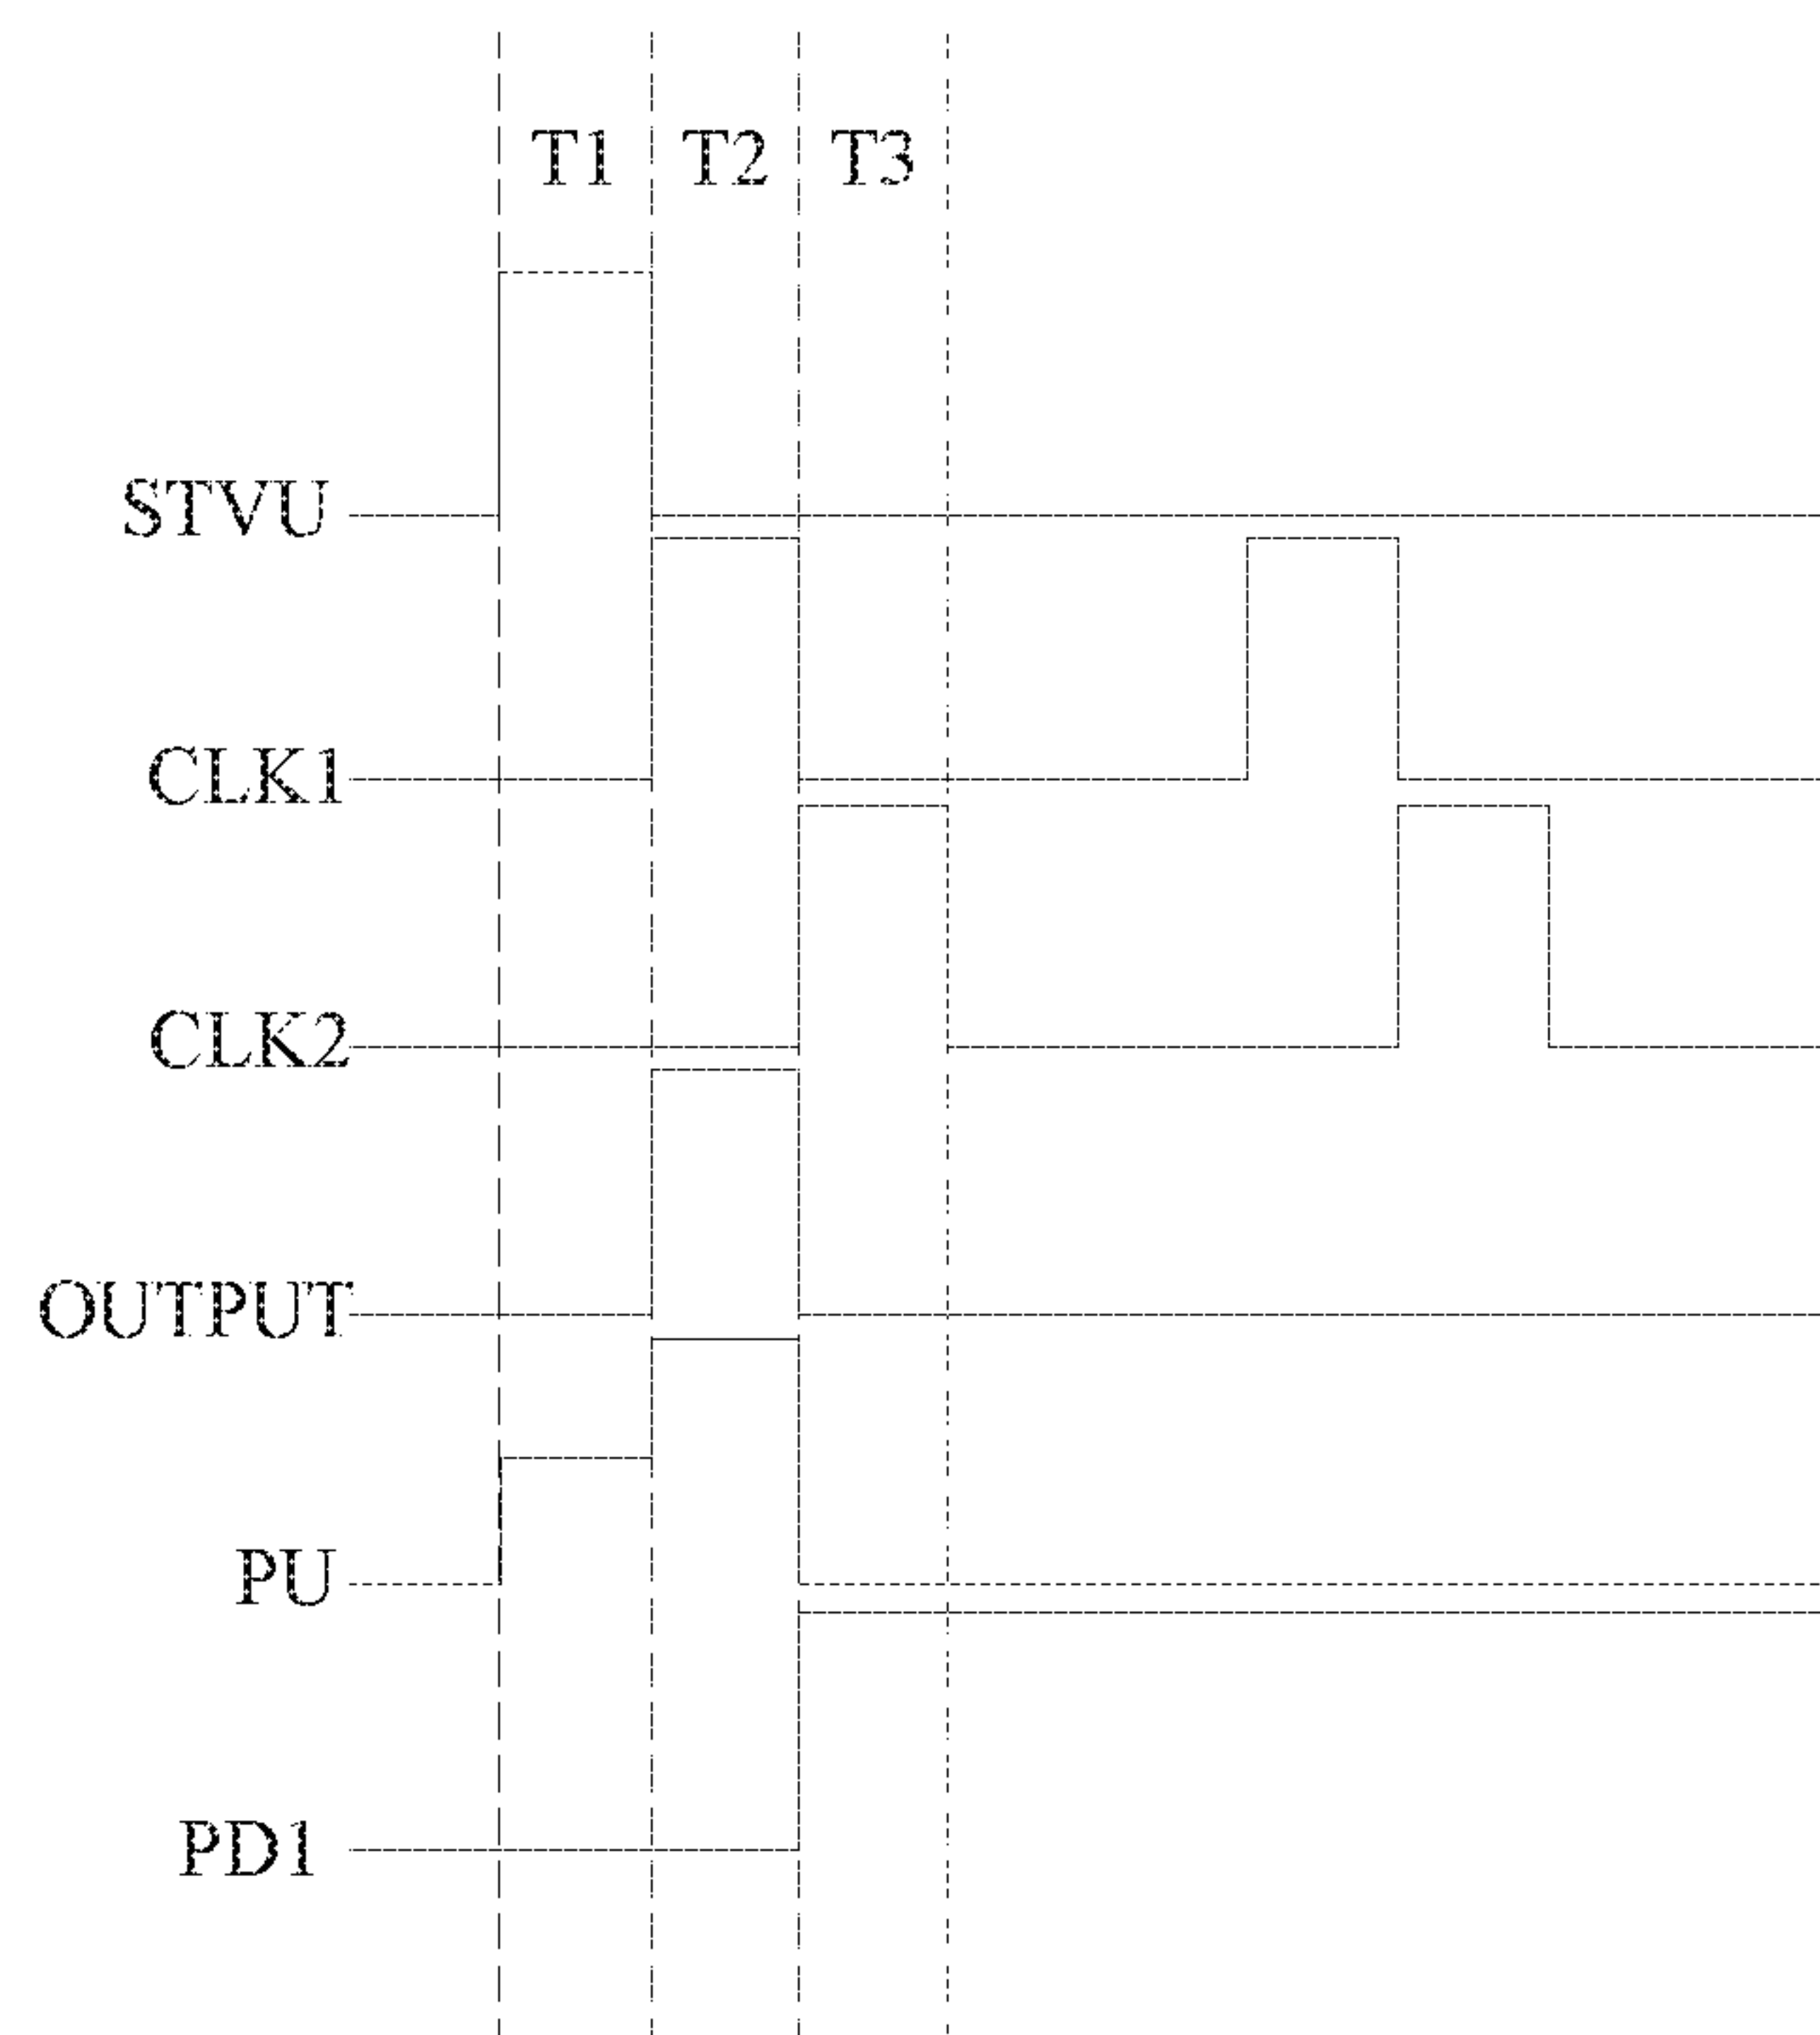 T1 T2 T3
STVU
CLK1
CLK2
OUTPUT
PU
PD1